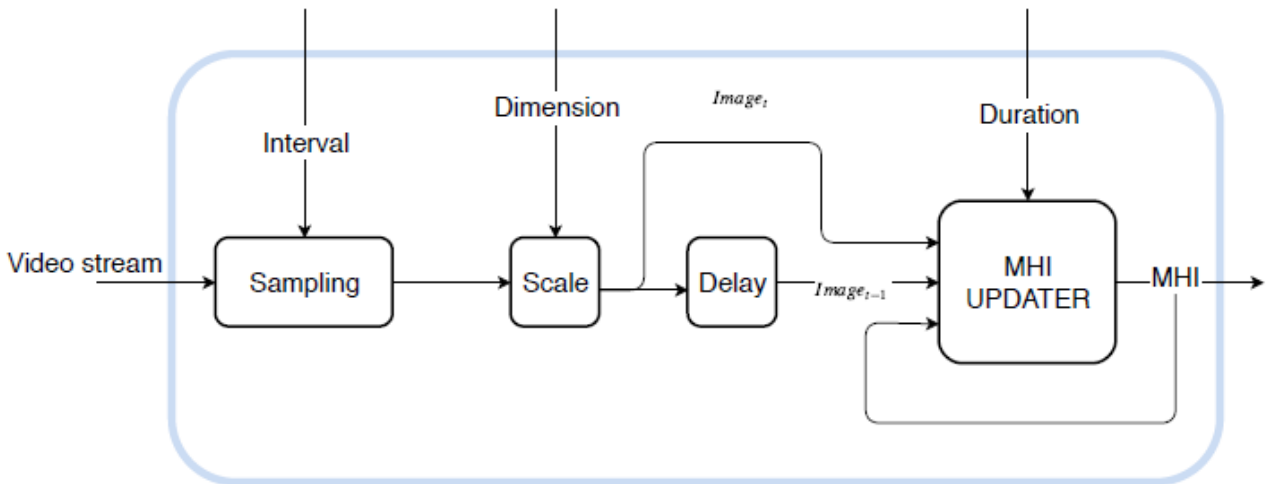 Image_t
Dimension
Duration
Interval
Video stream
Sampling
Scale
Delay
Image_{t-1}
MHI
UPDATER
MHI